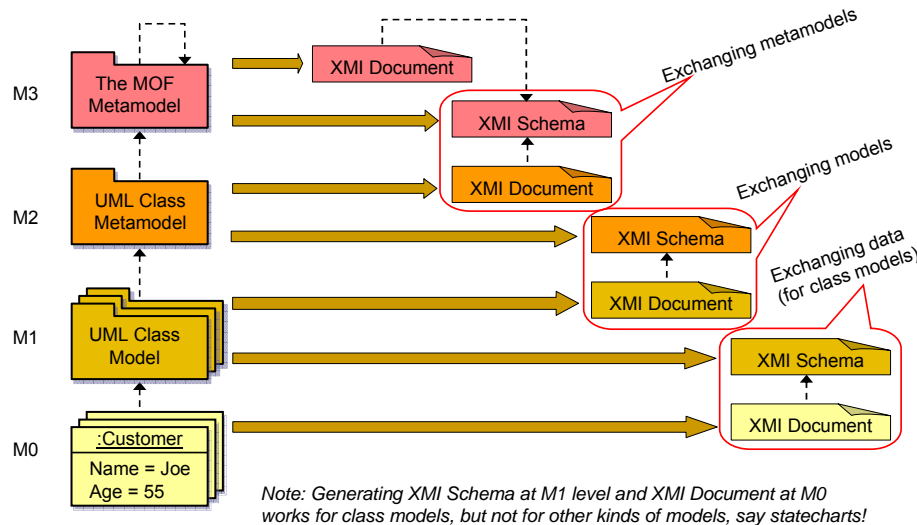 M3
The MOF
Metamodel
XMI Document
Exchanging metamodels
XMI Schema
XMI Document
M2
UML Class
Metamodel
Exchanging models
XMI Schema
XMI Document
M1
UML Class
Model
Exchanging data
(for class models)
XMI Schema
XMI Document
M0
:Customer
Name = Joe
Age = 55
Note: Generating XMI Schema at M1 level and XMI Document at M0
works for class models, but not for other kinds of models, say statecharts!